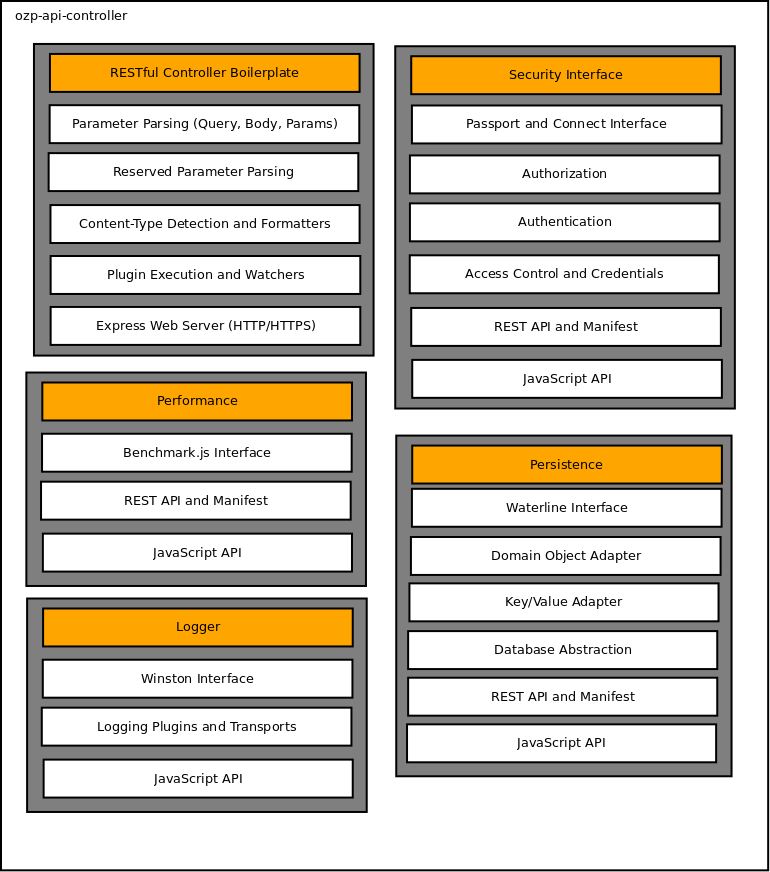 ozp-api-controller
RESTful Controller Boilerplate
Parameter Parsing (Query, Body, Params)
Reserved Parameter Parsing
Content-Type Detection and Formatters
Plugin Execution and Watchers
Express Web Server (HTTP/HTTPS)
Security Interface
Passport and Connect Interface
Authorization
Authentication
Access Control and Credentials
REST API and Manifest
JavaScript API
Performance
Benchmark.js Interface
REST API and Manifest
JavaScript API
Persistence
Waterline Interface
Domain Object Adapter
Key/Value Adapter
Database Abstraction
REST API and Manifest
JavaScript API
Logger
Winston Interface
Logging Plugins and Transports
JavaScript API